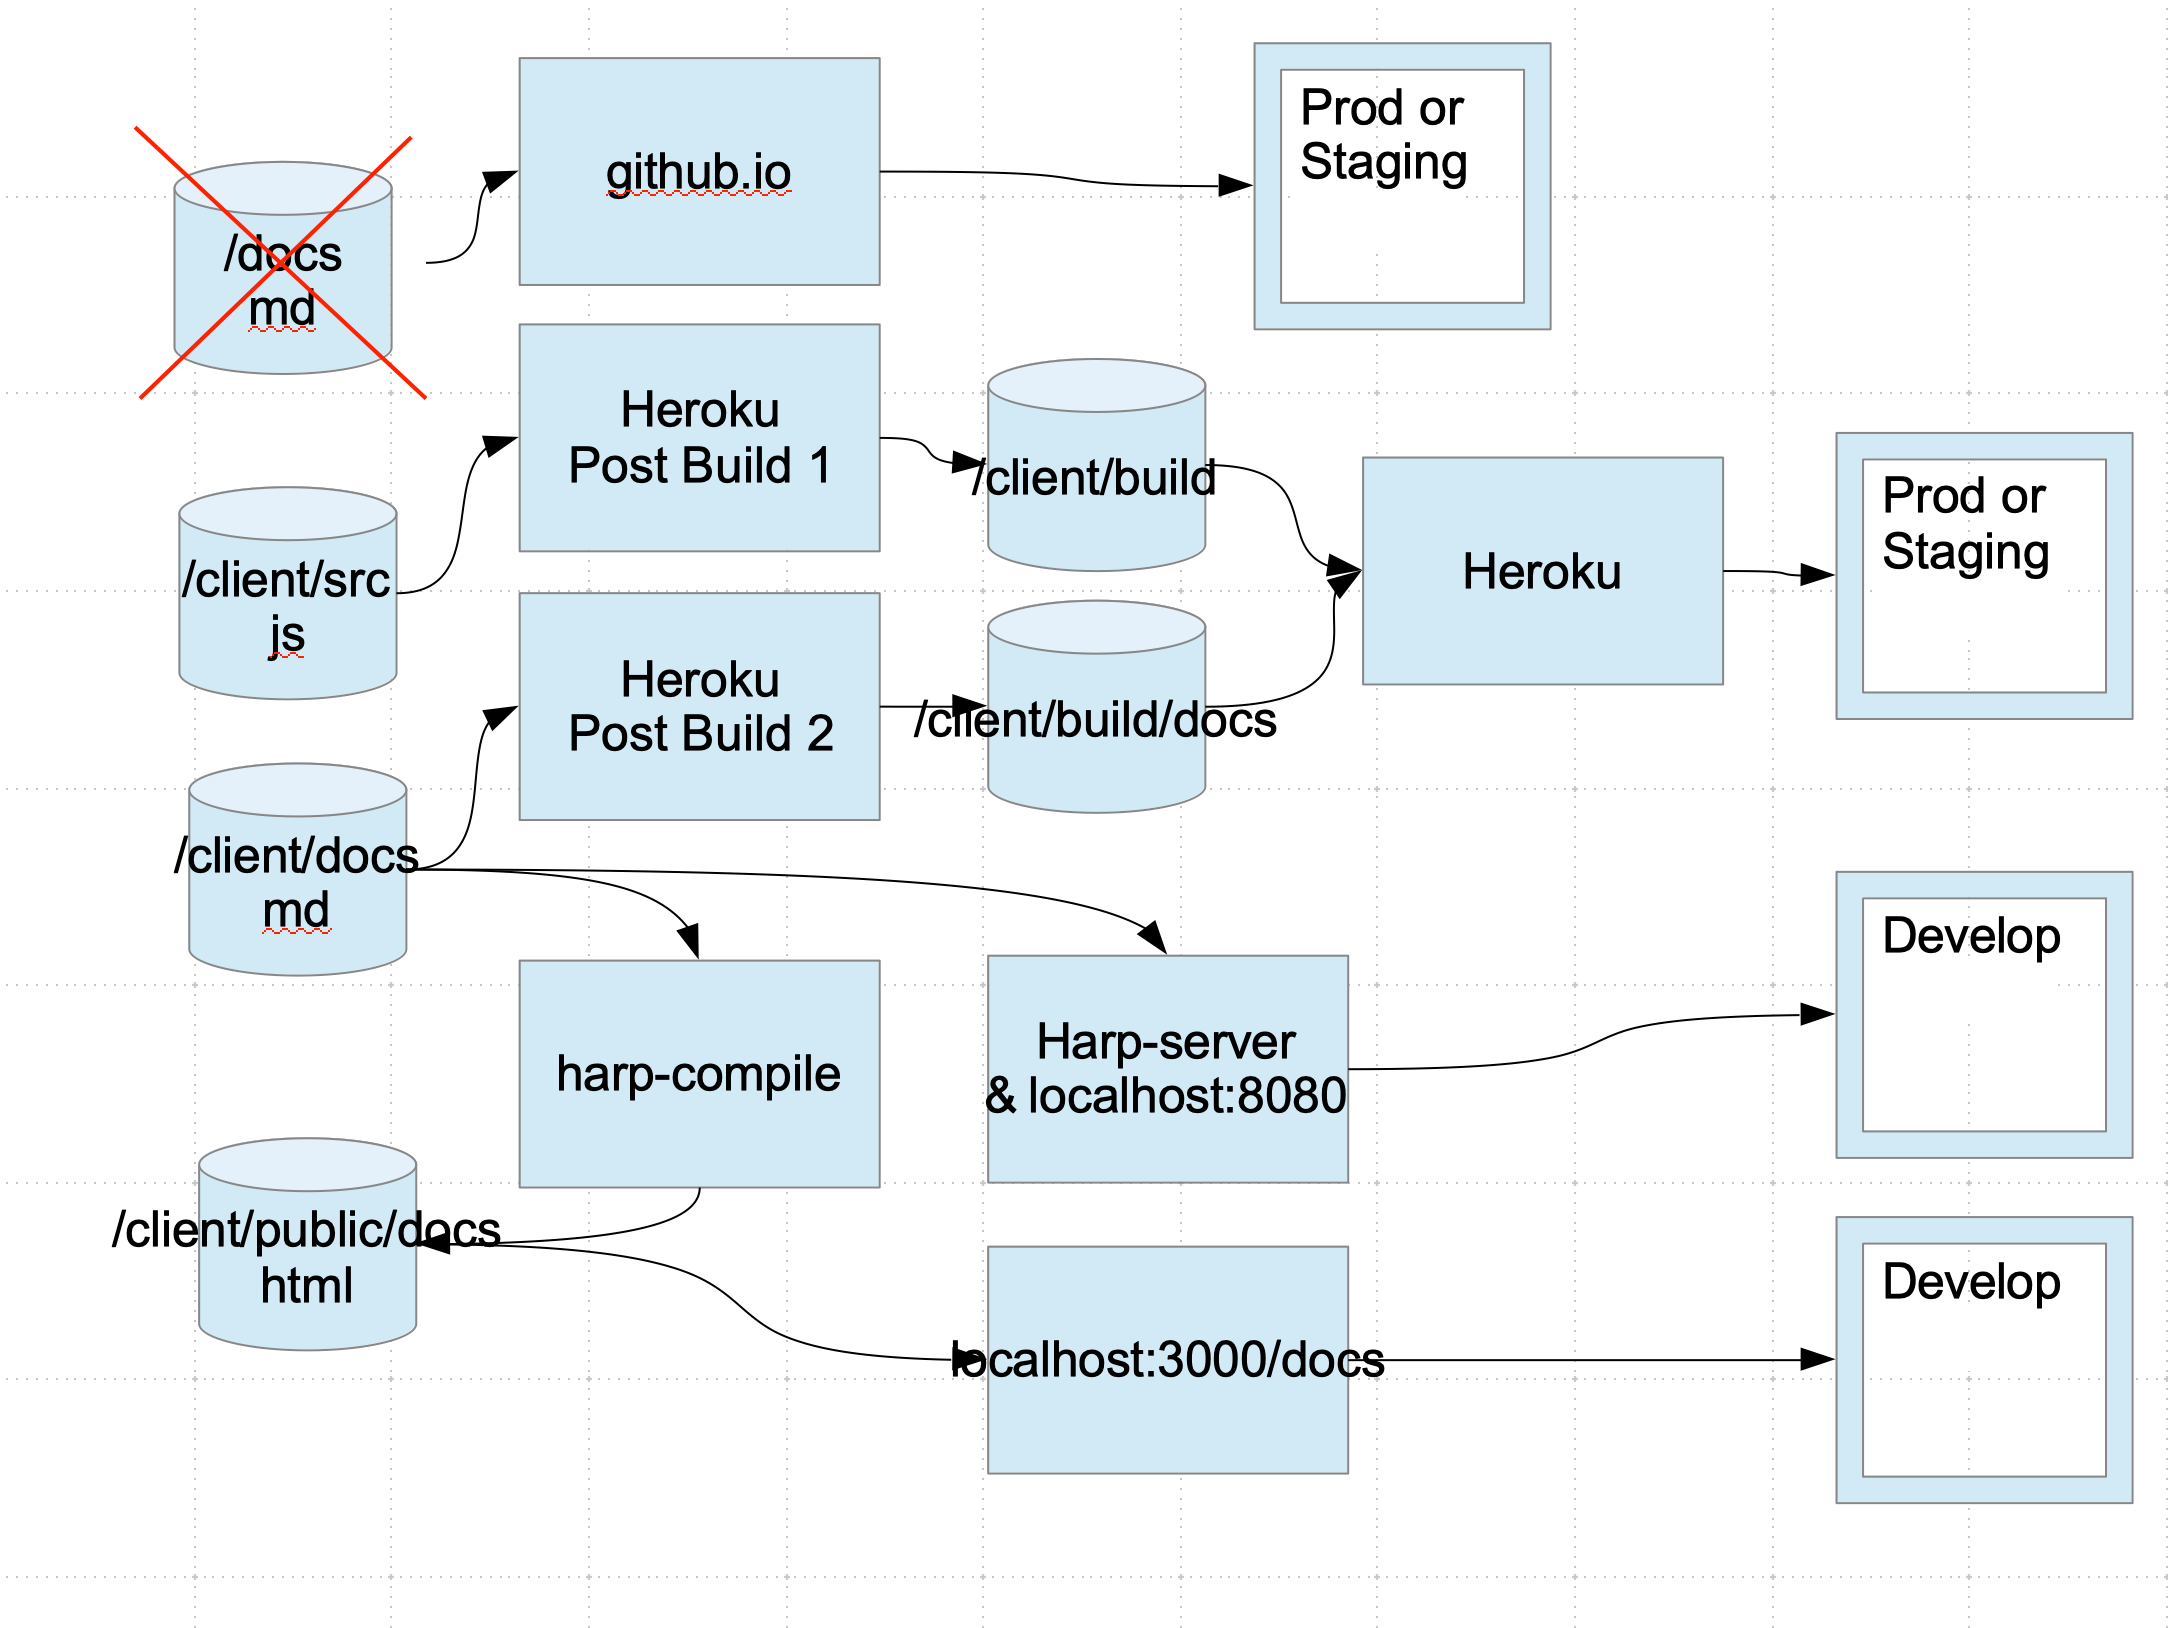 github.io
Prod or
Staging
/docs
md
Heroku
Post Build 1
/client/build
Heroku
Prod or
Staging
/client/src
js
Heroku
Post Build 2
/client/build/docs
/client/docs
md
harp-compile
Harp-server
& localhost:8080
Develop
/client/public/docs
html
localhost:3000/docs
Develop